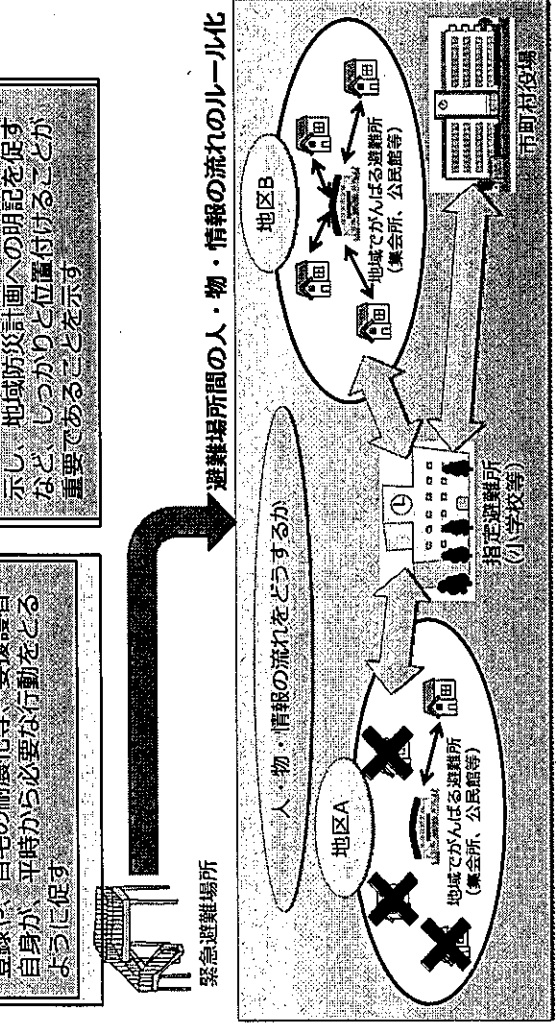 自身が、平時から必要な行動をとる
ように促す
示し、地域防災計画への明記を促す
など、しっかりと位置付けることが
重要であることを示す
緊急避難場所
避難場所間の人・物・情報の流れのルール化
人・物・情報の流れをどうするか
地区A
地域でがんばる避難所
(集会所、公民館等)
指定避難所
(小学校等)
地区B
地域でがんばる避難所
(集会所、公民館等)
市町村役場